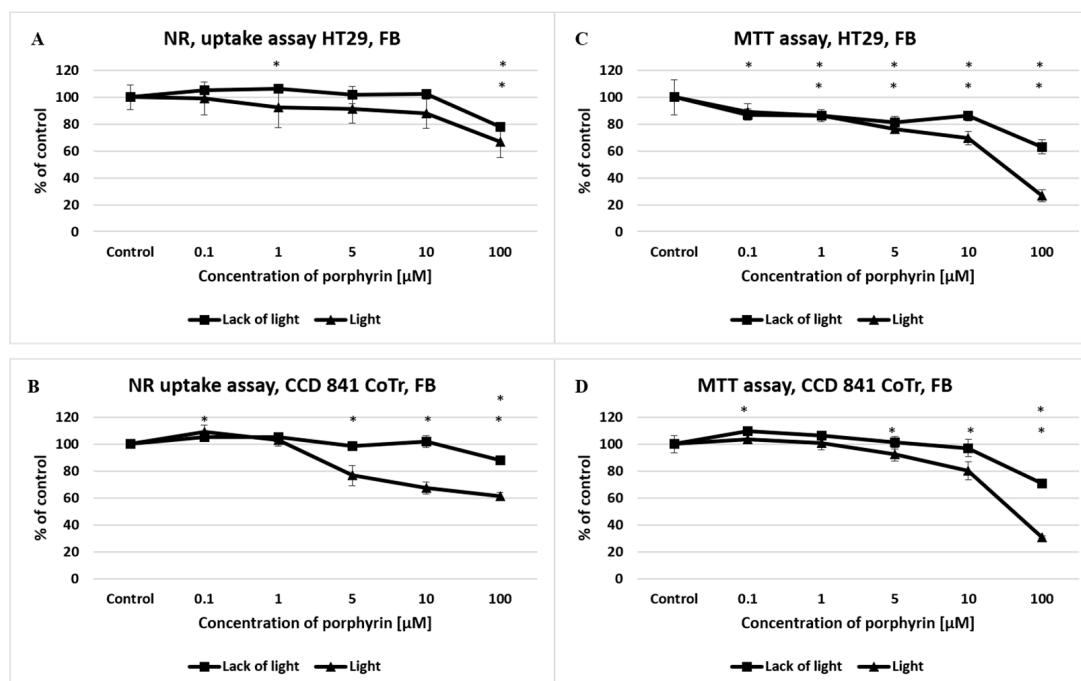 A
NR, uptake assay HT29, FB
* *
*
120
100
80
60
40
20
0
% of control
Control 0.1 1 5 10 100
Concentration of porphyrin [µM]
Lack of light Light
C
MTT assay, HT29, FB
* * * * *
* * * *
120
100
80
60
40
20
0
% of control
Control 0.1 1 5 10 100
Concentration of porphyrin [µM]
Lack of light Light
B
NR uptake assay, CCD 841 CoTr, FB
*
* * * *
120
100
80
60
40
20
0
% of control
Control 0.1 1 5 10 100
Concentration of porphyrin [µM]
Lack of light Light
D
MTT assay, CCD 841 CoTr, FB
* *
* * *
120
100
80
60
40
20
0
% of control
Control 0.1 1 5 10 100
Concentration of porphyrin [µM]
Lack of light Light